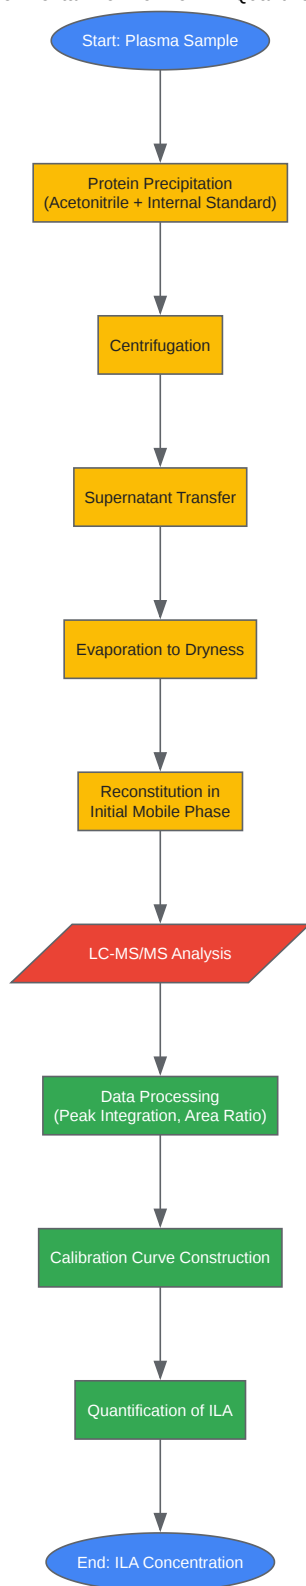 Start: Plasma Sample
Protein Precipitation
(Acetonitrile + Internal Standard)
Centrifugation
Supernatant Transfer
Evaporation to Dryness
Reconstitution in
Initial Mobile Phase
LC-MS/MS Analysis
Data Processing
(Peak Integration, Area Ratio)
Calibration Curve Construction
Quantification of ILA
End: ILA Concentration